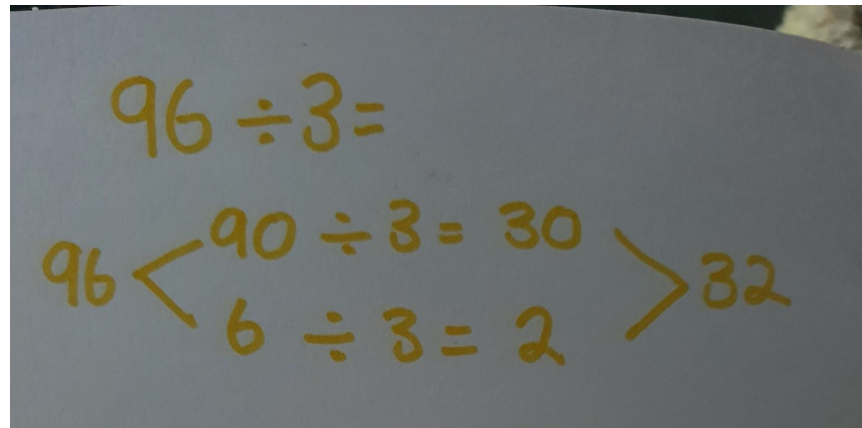 96 ÷ 3 =
90 ÷ 3 = 30
96 < > 32
6 ÷ 3 = 2